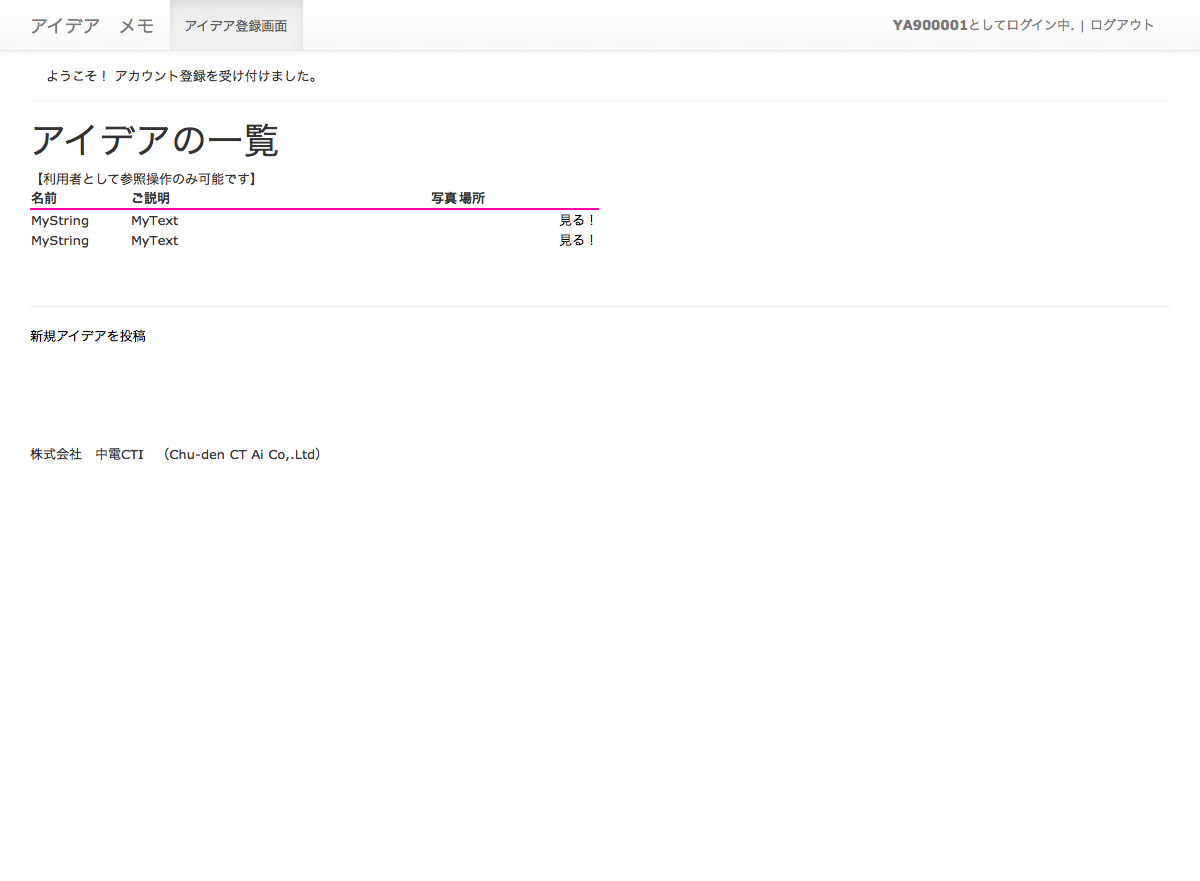 アイデア　メモ アイデア登録画面 YA900001としてログイン中. | ログアウト
ようこそ！ アカウント登録を受け付けました。
アイデアの一覧
【利用者として参照操作のみ可能です】
名前 ご説明 写真 場所
MyString MyText 見る！
MyString MyText 見る！
新規アイデアを投稿
株式会社　中電CTI　（Chu-den CT Ai Co,.Ltd）